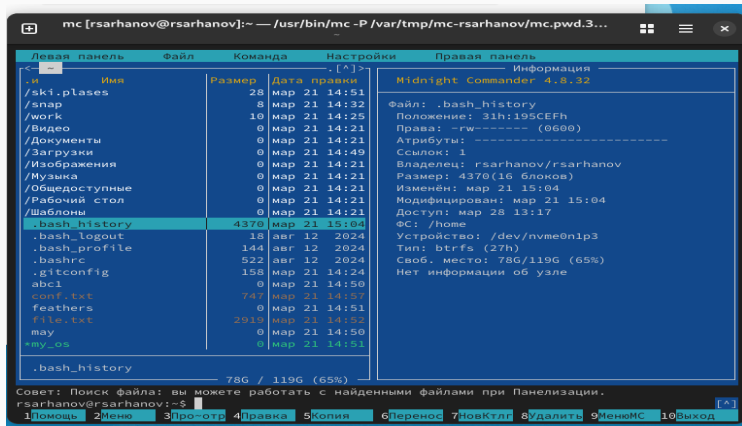 mc [rsarhanov@rsarhanov]:~ — /usr/bin/mc -P /var/tmp/mc-rsarhanov/mc.pwd.3...
~
Левая панель Файл Команда Настройки Правая панель
<— ~ .[^]>
.и Имя Размер Дата правки
/ski.plases 28 мар 21 14:51
/snap 8 мар 21 14:32
/work 10 мар 21 14:25
/Видео 0 мар 21 14:21
/Документы 0 мар 21 14:21
/Загрузки 0 мар 21 14:49
/Изображения 0 мар 21 14:21
/Музыка 0 мар 21 14:21
/Общедоступные 0 мар 21 14:21
/Рабочий стол 0 мар 21 14:21
/Шаблоны 0 мар 21 14:21
.bash_history 4370 мар 21 15:04
.bash_logout 18 авг 12 2024
.bash_profile 144 авг 12 2024
.bashrc 522 авг 12 2024
.gitconfig 158 мар 21 14:24
abc1 0 мар 21 14:50
conf.txt 747 мар 21 14:57
feathers 0 мар 21 14:51
file.txt 2919 мар 21 14:52
may 0 мар 21 14:50
*my_os 0 мар 21 14:51
.bash_history
78G / 119G (65%)
Информация
Midnight Commander 4.8.32
Файл: .bash_history
Положение: 31h:195CEFh
Права: -rw------- (0600)
Атрибуты: --------------------------
Ссылок: 1
Владелец: rsarhanov/rsarhanov
Размер: 4370(16 блоков)
Изменён: мар 21 15:04
Модифицирован: мар 21 15:04
Доступ: мар 28 13:17
ФС: /home
Устройство: /dev/nvme0n1p3
Тип: btrfs (27h)
Своб. место: 78G/119G (65%)
Нет информации об узле
Совет: Поиск файла: вы можете работать с найденными файлами при Панелизации.
rsarhanov@rsarhanov:~$ [^]
1Помощь 2Меню 3Про~отр 4Правка 5Копия 6Перенос 7НовКтлг 8Удалить 9МенюMC 10Выход